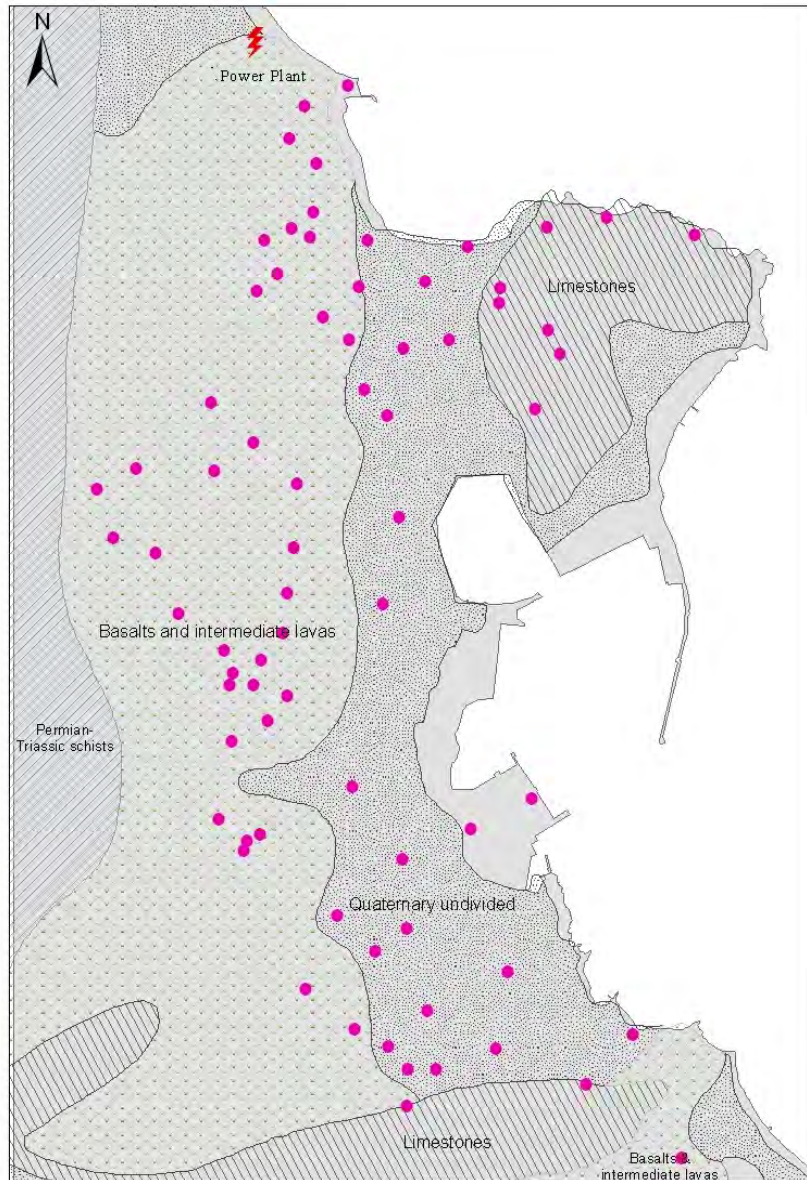 N
Power Plant
Limestones
Basalts and intermediate lavas
Permian-
Triassic schists
Quaternary undivided
Limestones
Basalts &
intermediate lavas